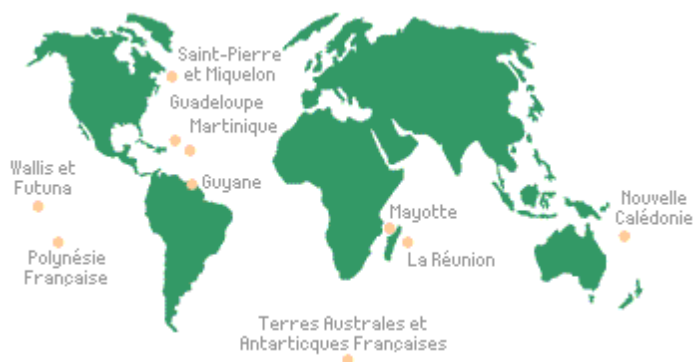 Saint-Pierre
et Miquelon
Guadeloupe
Martinique
Wallis et
Futuna
Guyane
Nouvelle
Calédonie
Mayotte
Polynésie
Française
La Réunion
Terres Australes et
Antarticques Françaises